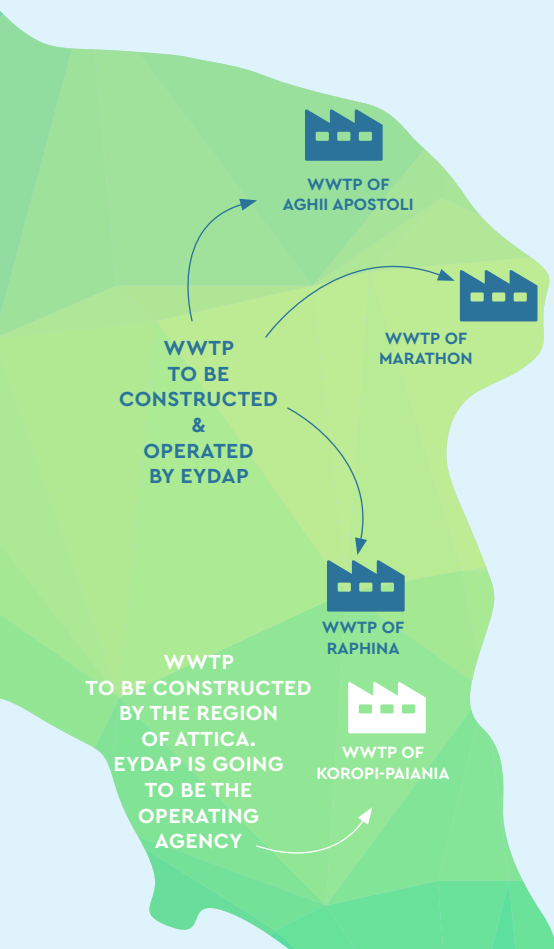 WWTP OF
AGHII APOSTOLI
WWTP OF
MARATHON
WWTP
TO BE
CONSTRUCTED
&
OPERATED
BY EYDAP
WWTP OF
RAPHINA
WWTP
TO BE CONSTRUCTED
BY THE REGION
OF ATTICA.
EYDAP IS GOING
TO BE THE
OPERATING
AGENCY
WWTP OF
KOROPI-PAIANIA